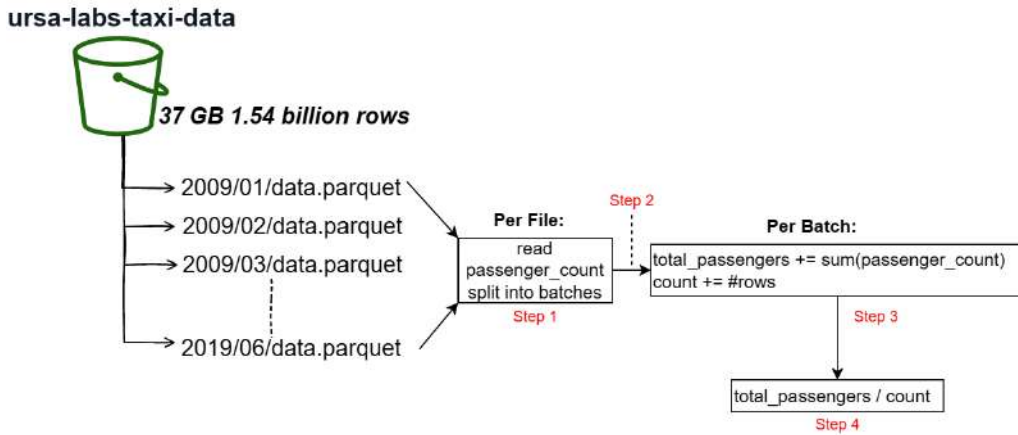 ursa-labs-taxi-data
37 GB 1.54 billion rows
2009/01/data.parquet
2009/02/data.parquet
2009/03/data.parquet
2019/06/data.parquet
Per File:
read
passenger_count
split into batches
Step 1
Step 2
Per Batch:
total_passengers += sum(passenger_count)
count += #rows
Step 3
total_passengers / count
Step 4